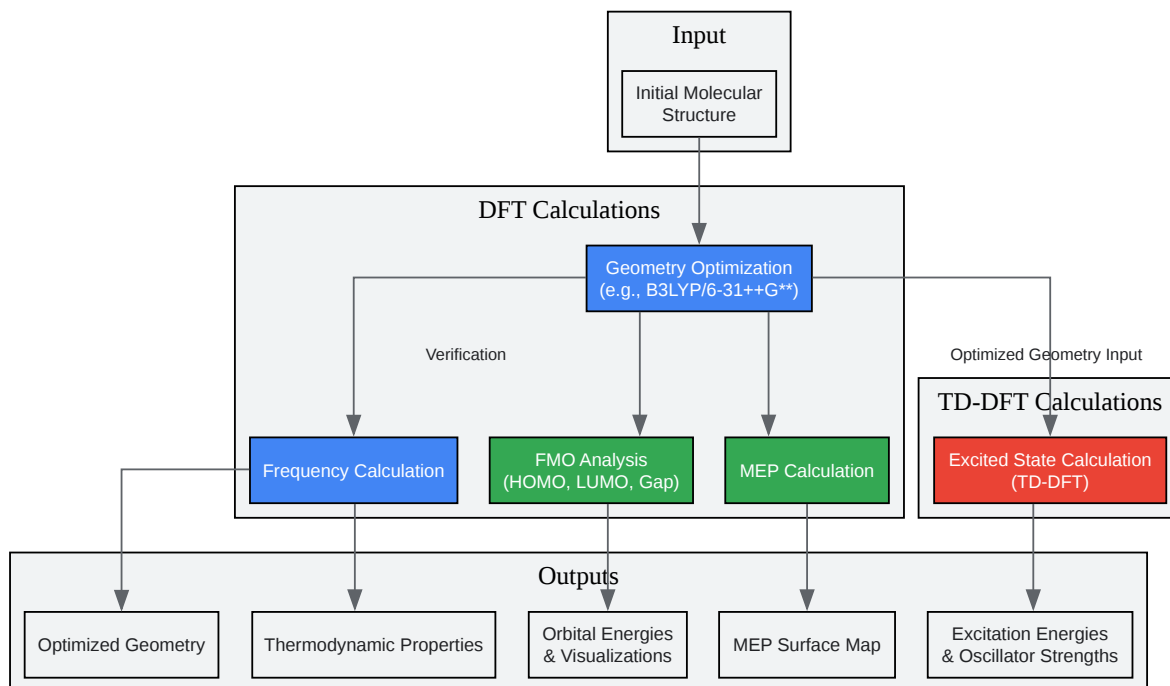 Input
Initial Molecular
Structure
DFT Calculations
Geometry Optimization
(e.g., B3LYP/6-31++G**)
Verification
Optimized Geometry Input
TD-DFT Calculations
Frequency Calculation
FMO Analysis
(HOMO, LUMO, Gap)
MEP Calculation
Excited State Calculation
(TD-DFT)
Outputs
Optimized Geometry
Thermodynamic Properties
Orbital Energies
& Visualizations
MEP Surface Map
Excitation Energies
& Oscillator Strengths